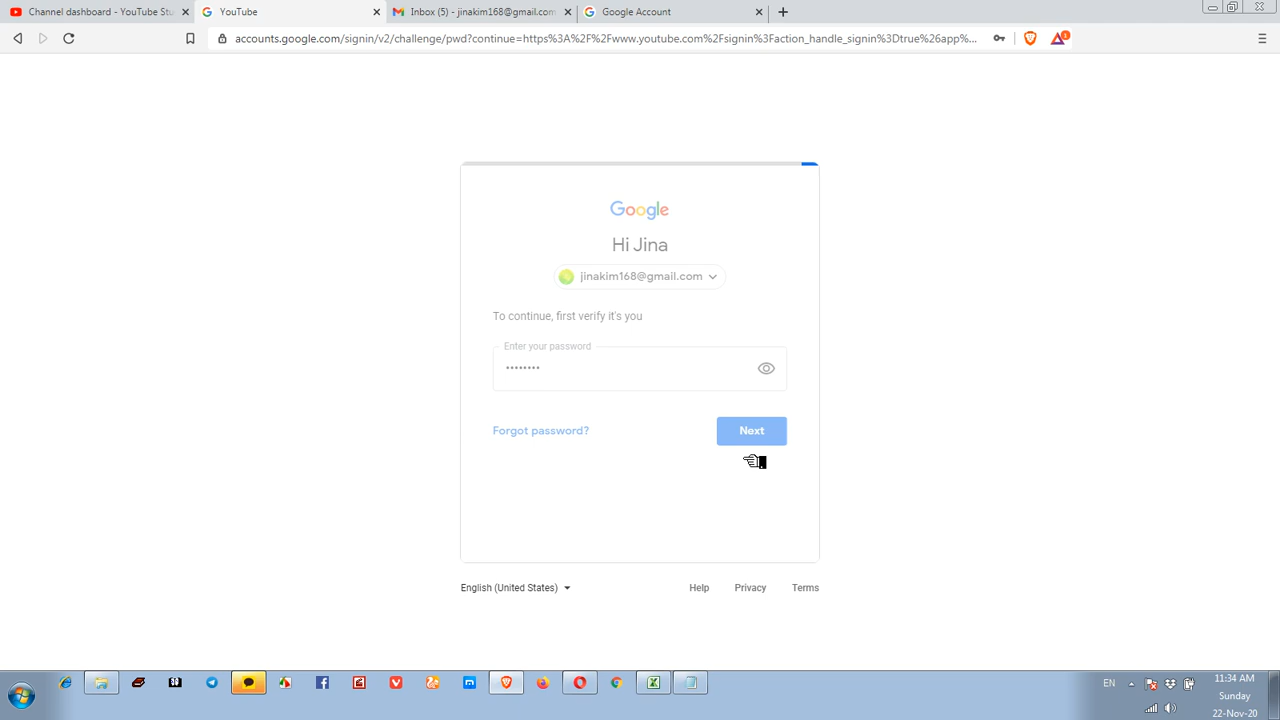 Channel dashboard - YouTube Stu
YouTube
Inbox (5) - jinakim168@gmail.com
Google Account
accounts.google.com/signin/v2/challenge/pwd?continue=https%3A%2F%2Fwww.youtube.com%2Fsignin%3Faction_handle_signin%3Dtrue%26app%...
1
Google
Hi Jina
jinakim168@gmail.com
To continue, first verify it's you
Enter your password
••••••••
Forgot password?
Next
English (United States)
Help
Privacy
Terms
EN
11:34 AM
Sunday
22-Nov-20